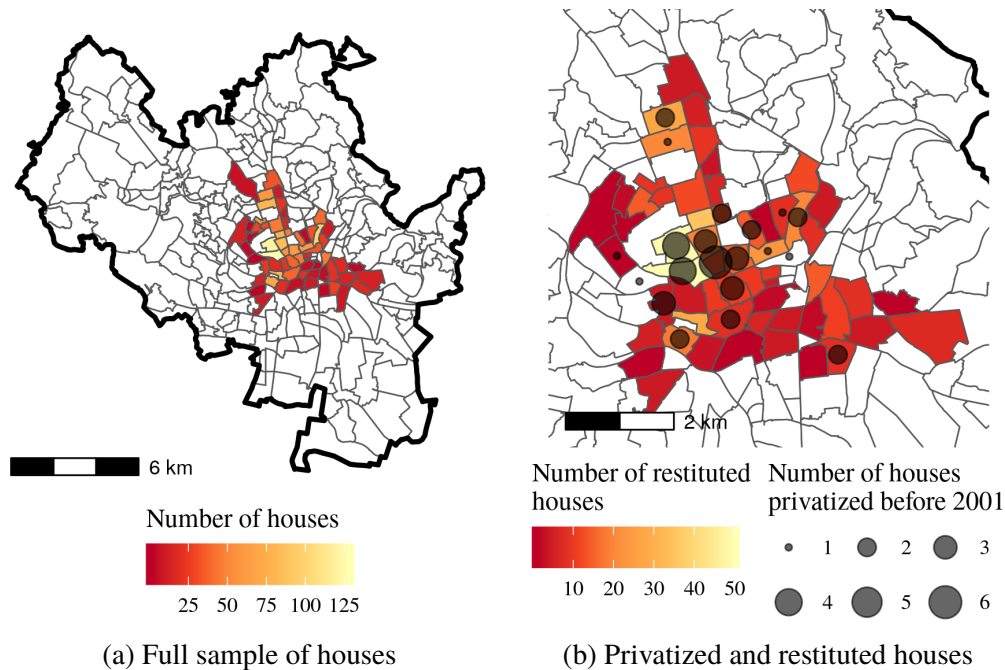 6 km
Number of houses
25 50 75 100 125
(a) Full sample of houses
2 km
Number of restituted
houses
10 20 30 40 50
Number of houses
privatized before 2001
1 2 3
4 5 6
(b) Privatized and restituted houses